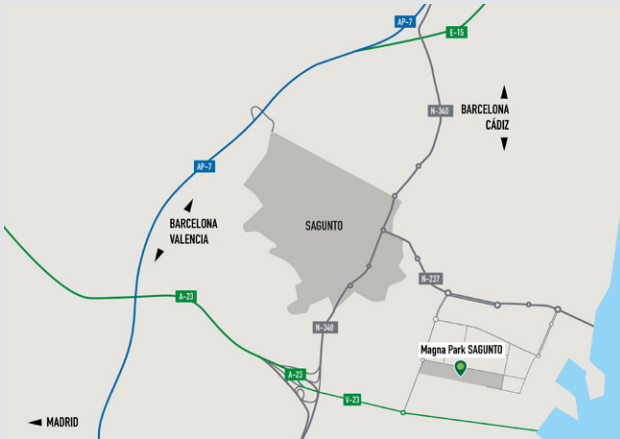 AP-7
E-15
N-340
BARCELONA
CÁDIZ
AP-7
BARCELONA
VALENCIA
SAGUNTO
N-237
A-23
N-340
Magna Park SAGUNTO
A-23
V-23
MADRID